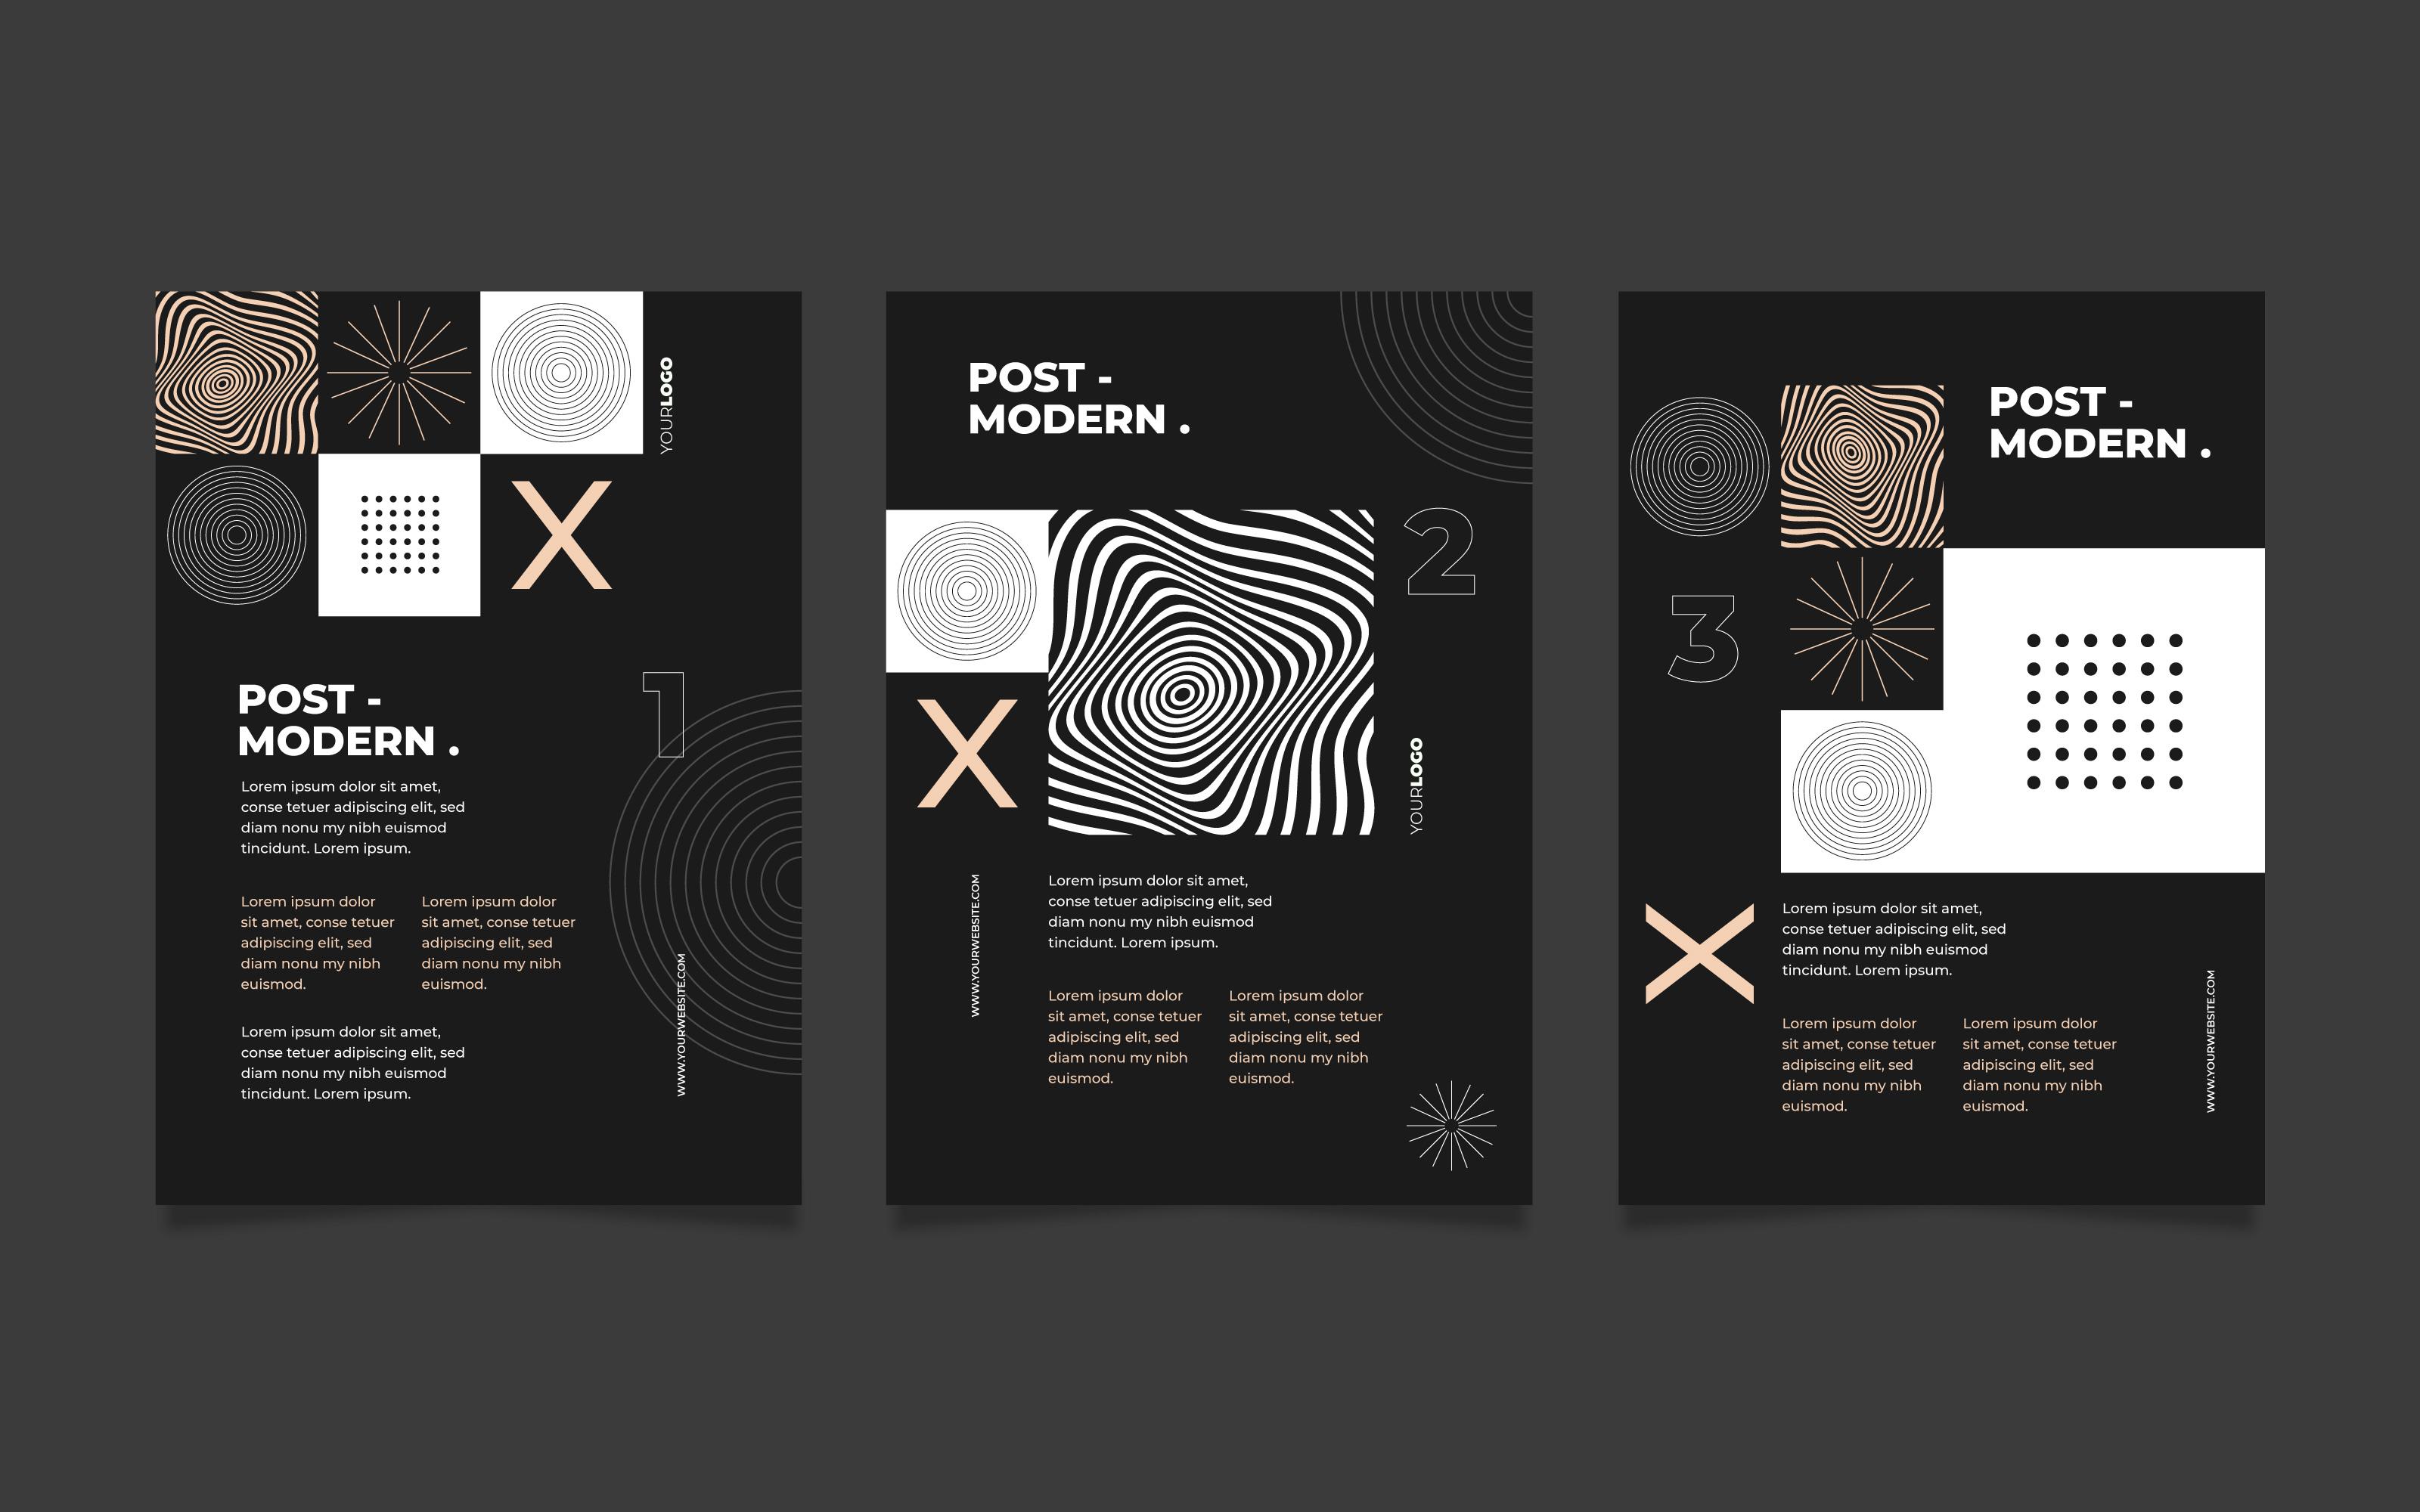 YOURLOGO
X
1
POST -
MODERN .
Lorem ipsum dolor sit amet,
conse tetuer adipiscing elit, sed
diam nonu my nibh euismod
tincidunt. Lorem ipsum.
Lorem ipsum dolor
sit amet, conse tetuer
adipiscing elit, sed
diam nonu my nibh
euismod.
Lorem ipsum dolor
sit amet, conse tetuer
adipiscing elit, sed
diam nonu my nibh
euismod.
Lorem ipsum dolor sit amet,
conse tetuer adipiscing elit, sed
diam nonu my nibh euismod
tincidunt. Lorem ipsum.
WWW.YOURWEBSITE.COM
POST -
MODERN .
2
X
YOURLOGO
WWW.YOURWEBSITE.COM
Lorem ipsum dolor sit amet,
conse tetuer adipiscing elit, sed
diam nonu my nibh euismod
tincidunt. Lorem ipsum.
Lorem ipsum dolor
sit amet, conse tetuer
adipiscing elit, sed
diam nonu my nibh
euismod.
Lorem ipsum dolor
sit amet, conse tetuer
adipiscing elit, sed
diam nonu my nibh
euismod.
POST -
MODERN .
3
X
Lorem ipsum dolor sit amet,
conse tetuer adipiscing elit, sed
diam nonu my nibh euismod
tincidunt. Lorem ipsum.
Lorem ipsum dolor
sit amet, conse tetuer
adipiscing elit, sed
diam nonu my nibh
euismod.
Lorem ipsum dolor
sit amet, conse tetuer
adipiscing elit, sed
diam nonu my nibh
euismod.
WWW.YOURWEBSITE.COM